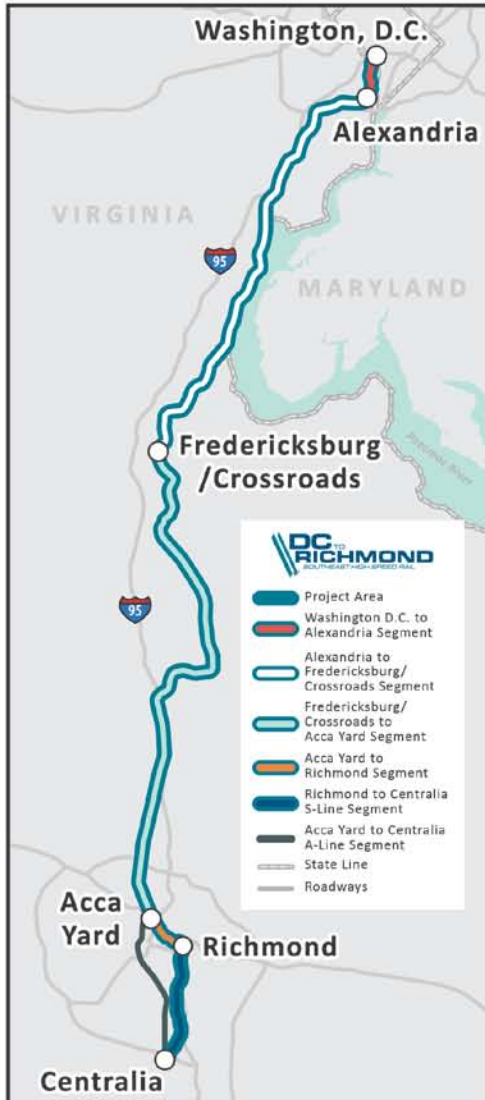 Washington, D.C.
Alexandria
VIRGINIA
95
MARYLAND
Potomac River
Fredericksburg
/Crossroads
95
DC TO
RICHMOND
SOUTHEAST HIGH SPEED RAIL
Project Area
Washington D.C. to
Alexandria Segment
Alexandria to
Fredericksburg/
Crossroads Segment
Fredericksburg/
Crossroads to
Acca Yard Segment
Acca Yard to
Richmond Segment
Richmond to Centralia
S-Line Segment
Acca Yard to Centralia
A-Line Segment
State Line
Roadways
Acca
Yard
Richmond
Centralia